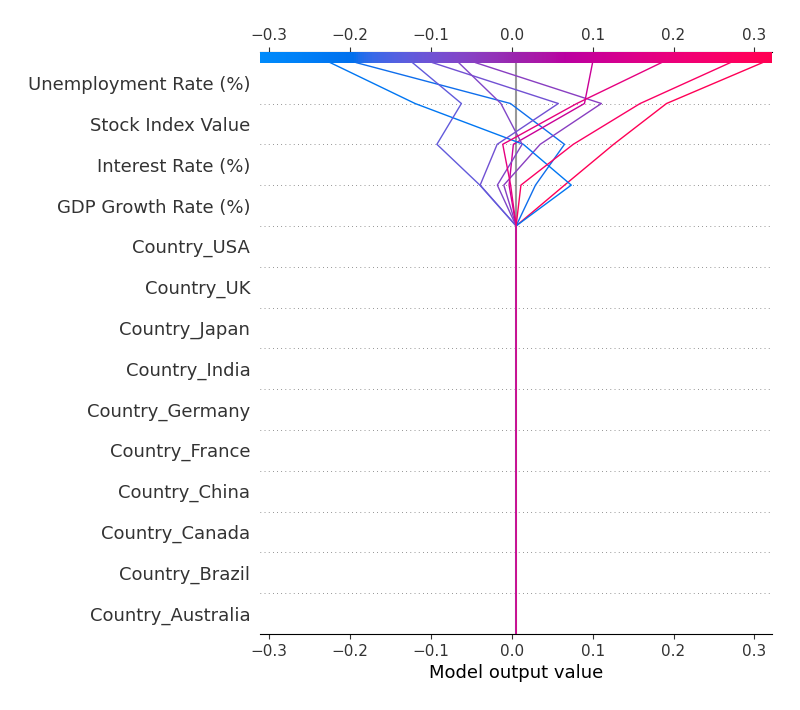 −0.3 −0.2 −0.1 0.0 0.1 0.2 0.3
Unemployment Rate (%)
Stock Index Value
Interest Rate (%)
GDP Growth Rate (%)
Country_USA
Country_UK
Country_Japan
Country_India
Country_Germany
Country_France
Country_China
Country_Canada
Country_Brazil
Country_Australia
−0.3 −0.2 −0.1 0.0 0.1 0.2 0.3
Model output value